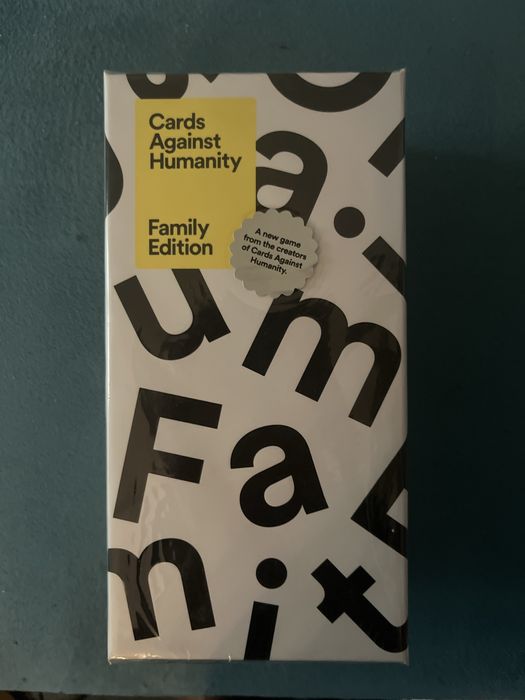 Cards
Against
Humanity
Family
Edition
A new game
from the creators
of Cards Against
Humanity.
a
u
m
F
a
m
i
t